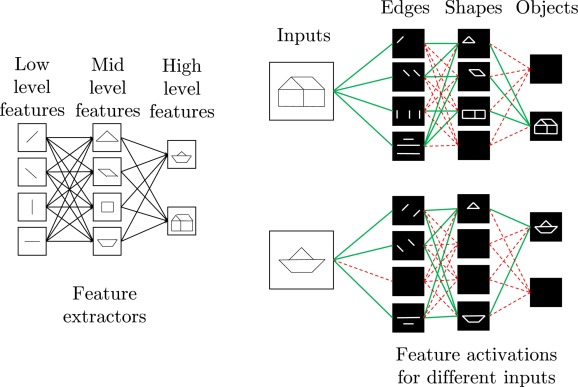 Edges Shapes Objects
Inputs
Low
level
features
Mid
level
features
High
level
features
Feature
extractors
Feature activations
for different inputs